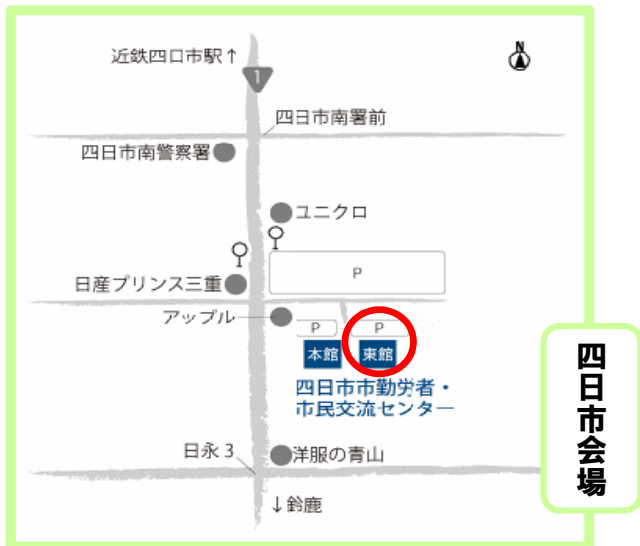 近鉄四日市駅↑
N
1
四日市南署前
四日市南警察署
ユニクロ
P
日産プリンス三重
アップル
P
P
本館
東館
四日市市勤労者・
市民交流センター
四日市会場
日永3
洋服の青山
↓鈴鹿